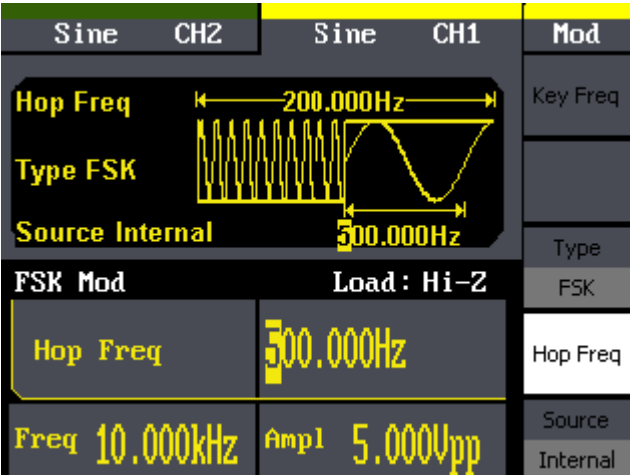 Sine CH2 Sine CH1 Mod
Hop Freq 200.000Hz Key Freq
Type FSK
Source Internal 500.000Hz Type
FSK Mod Load: Hi-Z FSK
Hop Freq 500.000Hz Hop Freq
Source
Freq 10.000kHz Ampl 5.000Vpp Internal